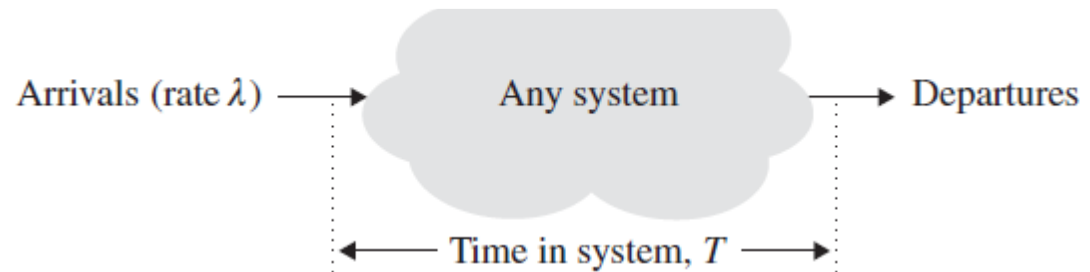 Arrivals (rate λ) Any system Departures
Time in system, T